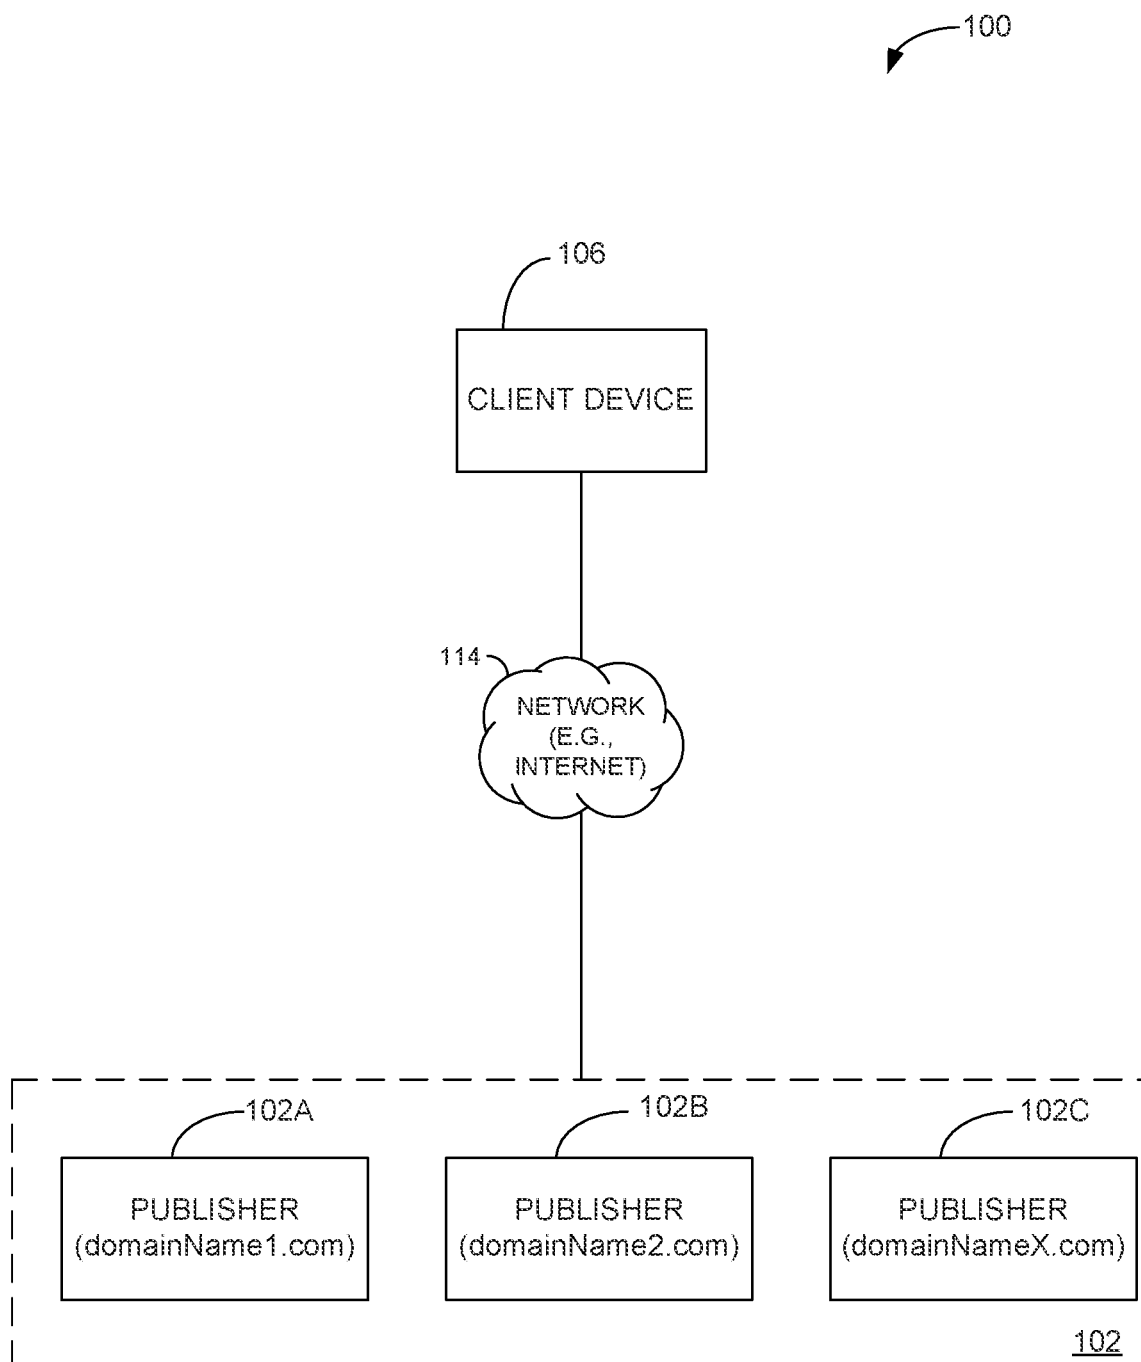 100
106
CLIENT DEVICE
114
NETWORK
(E.G.,
INTERNET)
102A
102B
102C
PUBLISHER
(domainName1.com)
PUBLISHER
(domainName2.com)
PUBLISHER
(domainNameX.com)
102